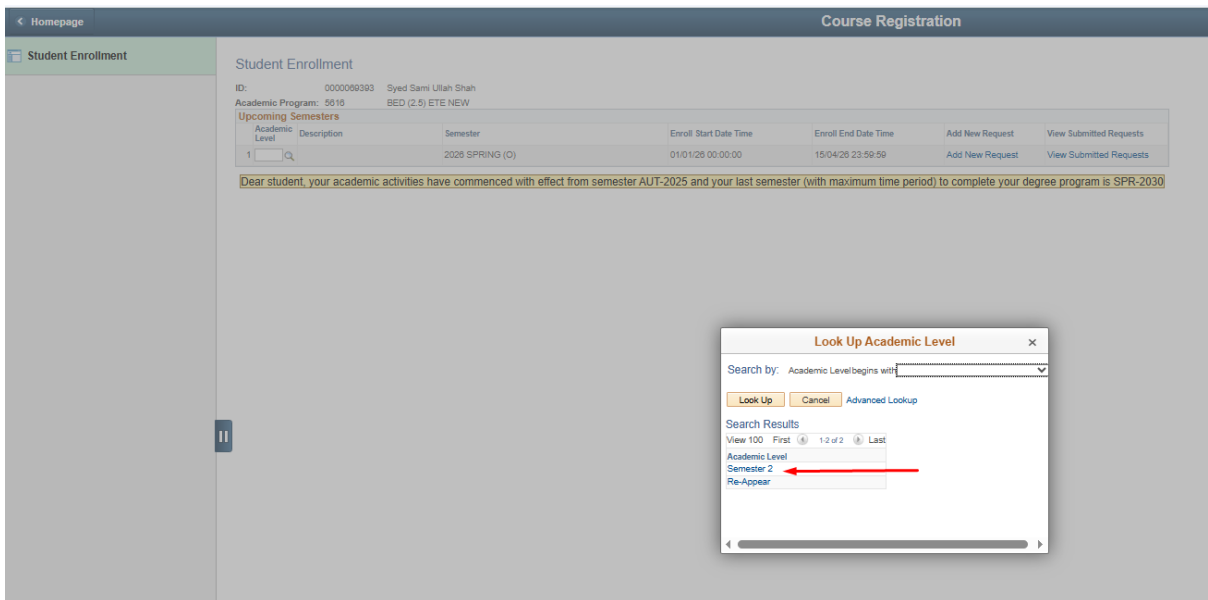 Homepage
Course Registration
Student Enrollment
Student Enrollment
ID: 0000069393 Syed Sami Ullah Shah
Academic Program: 5616 BED (2.5) ETE NEW
Upcoming Semesters
Academic Level Description Semester Enroll Start Date Time Enroll End Date Time Add New Request View Submitted Requests
1 2026 SPRING (O) 01/01/26 00:00:00 15/04/26 23:59:59 Add New Request View Submitted Requests
Dear student, your academic activities have commenced with effect from semester AUT-2025 and your last semester (with maximum time period) to complete your degree program is SPR-2030
Look Up Academic Level ×
Search by: Academic Level begins with
Look Up Cancel Advanced Lookup
Search Results
View 100 First 1-2 of 2 Last
Academic Level
Semester 2
Re-Appear